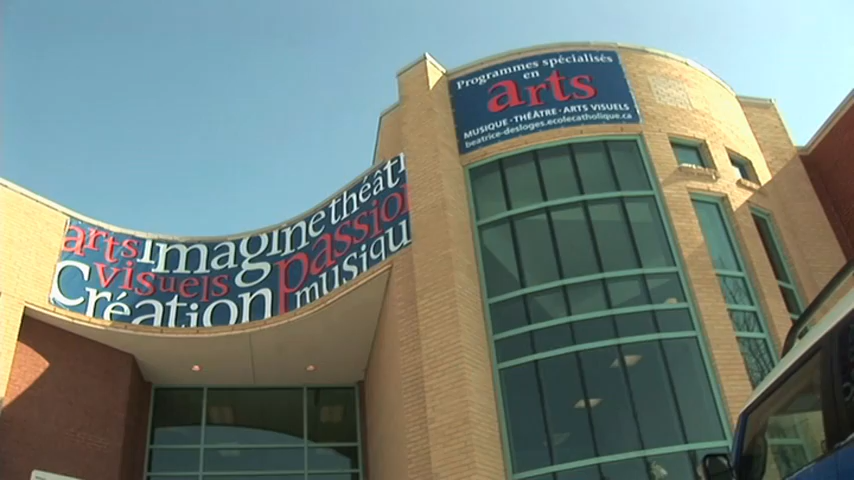 Programmes spécialisés
en
arts
MUSIQUE · THÉÂTRE · ARTS VISUELS
beatrice-desloges.ecolecatholique.ca
arts imagine théât
visuels passion
Création musique